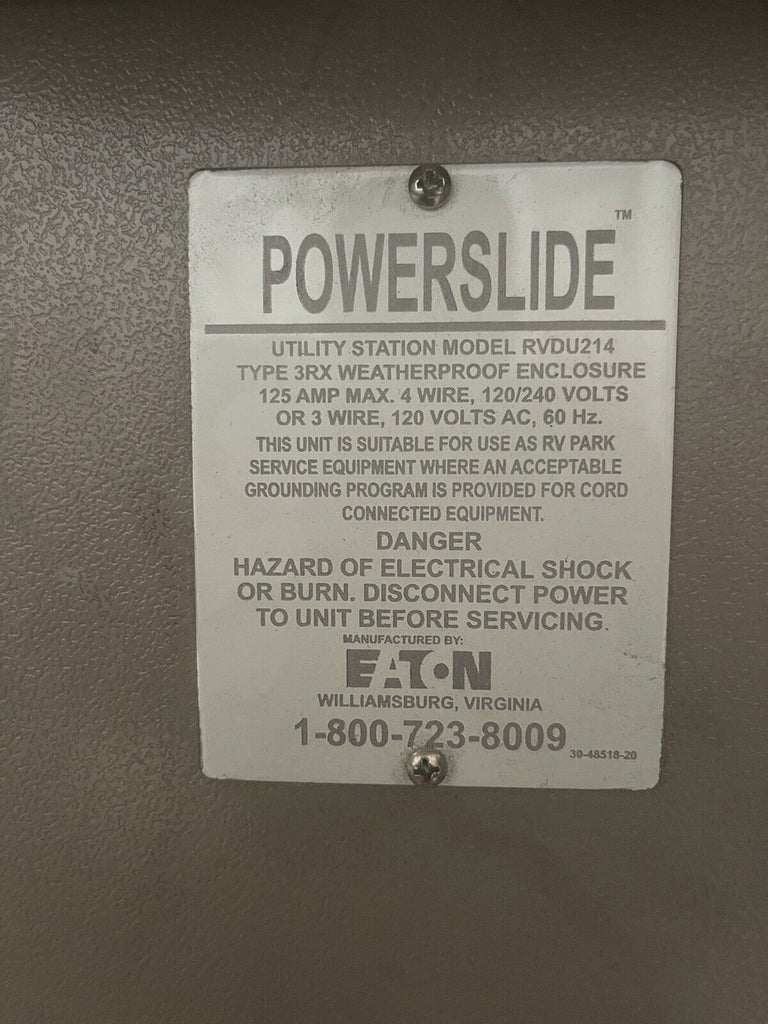 POWERSLIDE™
UTILITY STATION MODEL RVDU214
TYPE 3RX WEATHERPROOF ENCLOSURE
125 AMP MAX. 4 WIRE, 120/240 VOLTS
OR 3 WIRE, 120 VOLTS AC, 60 Hz.
THIS UNIT IS SUITABLE FOR USE AS RV PARK
SERVICE EQUIPMENT WHERE AN ACCEPTABLE
GROUNDING PROGRAM IS PROVIDED FOR CORD
CONNECTED EQUIPMENT.
DANGER
HAZARD OF ELECTRICAL SHOCK
OR BURN. DISCONNECT POWER
TO UNIT BEFORE SERVICING.
MANUFACTURED BY:
EATON
WILLIAMSBURG, VIRGINIA
1-800-723-8009
30-48518-20